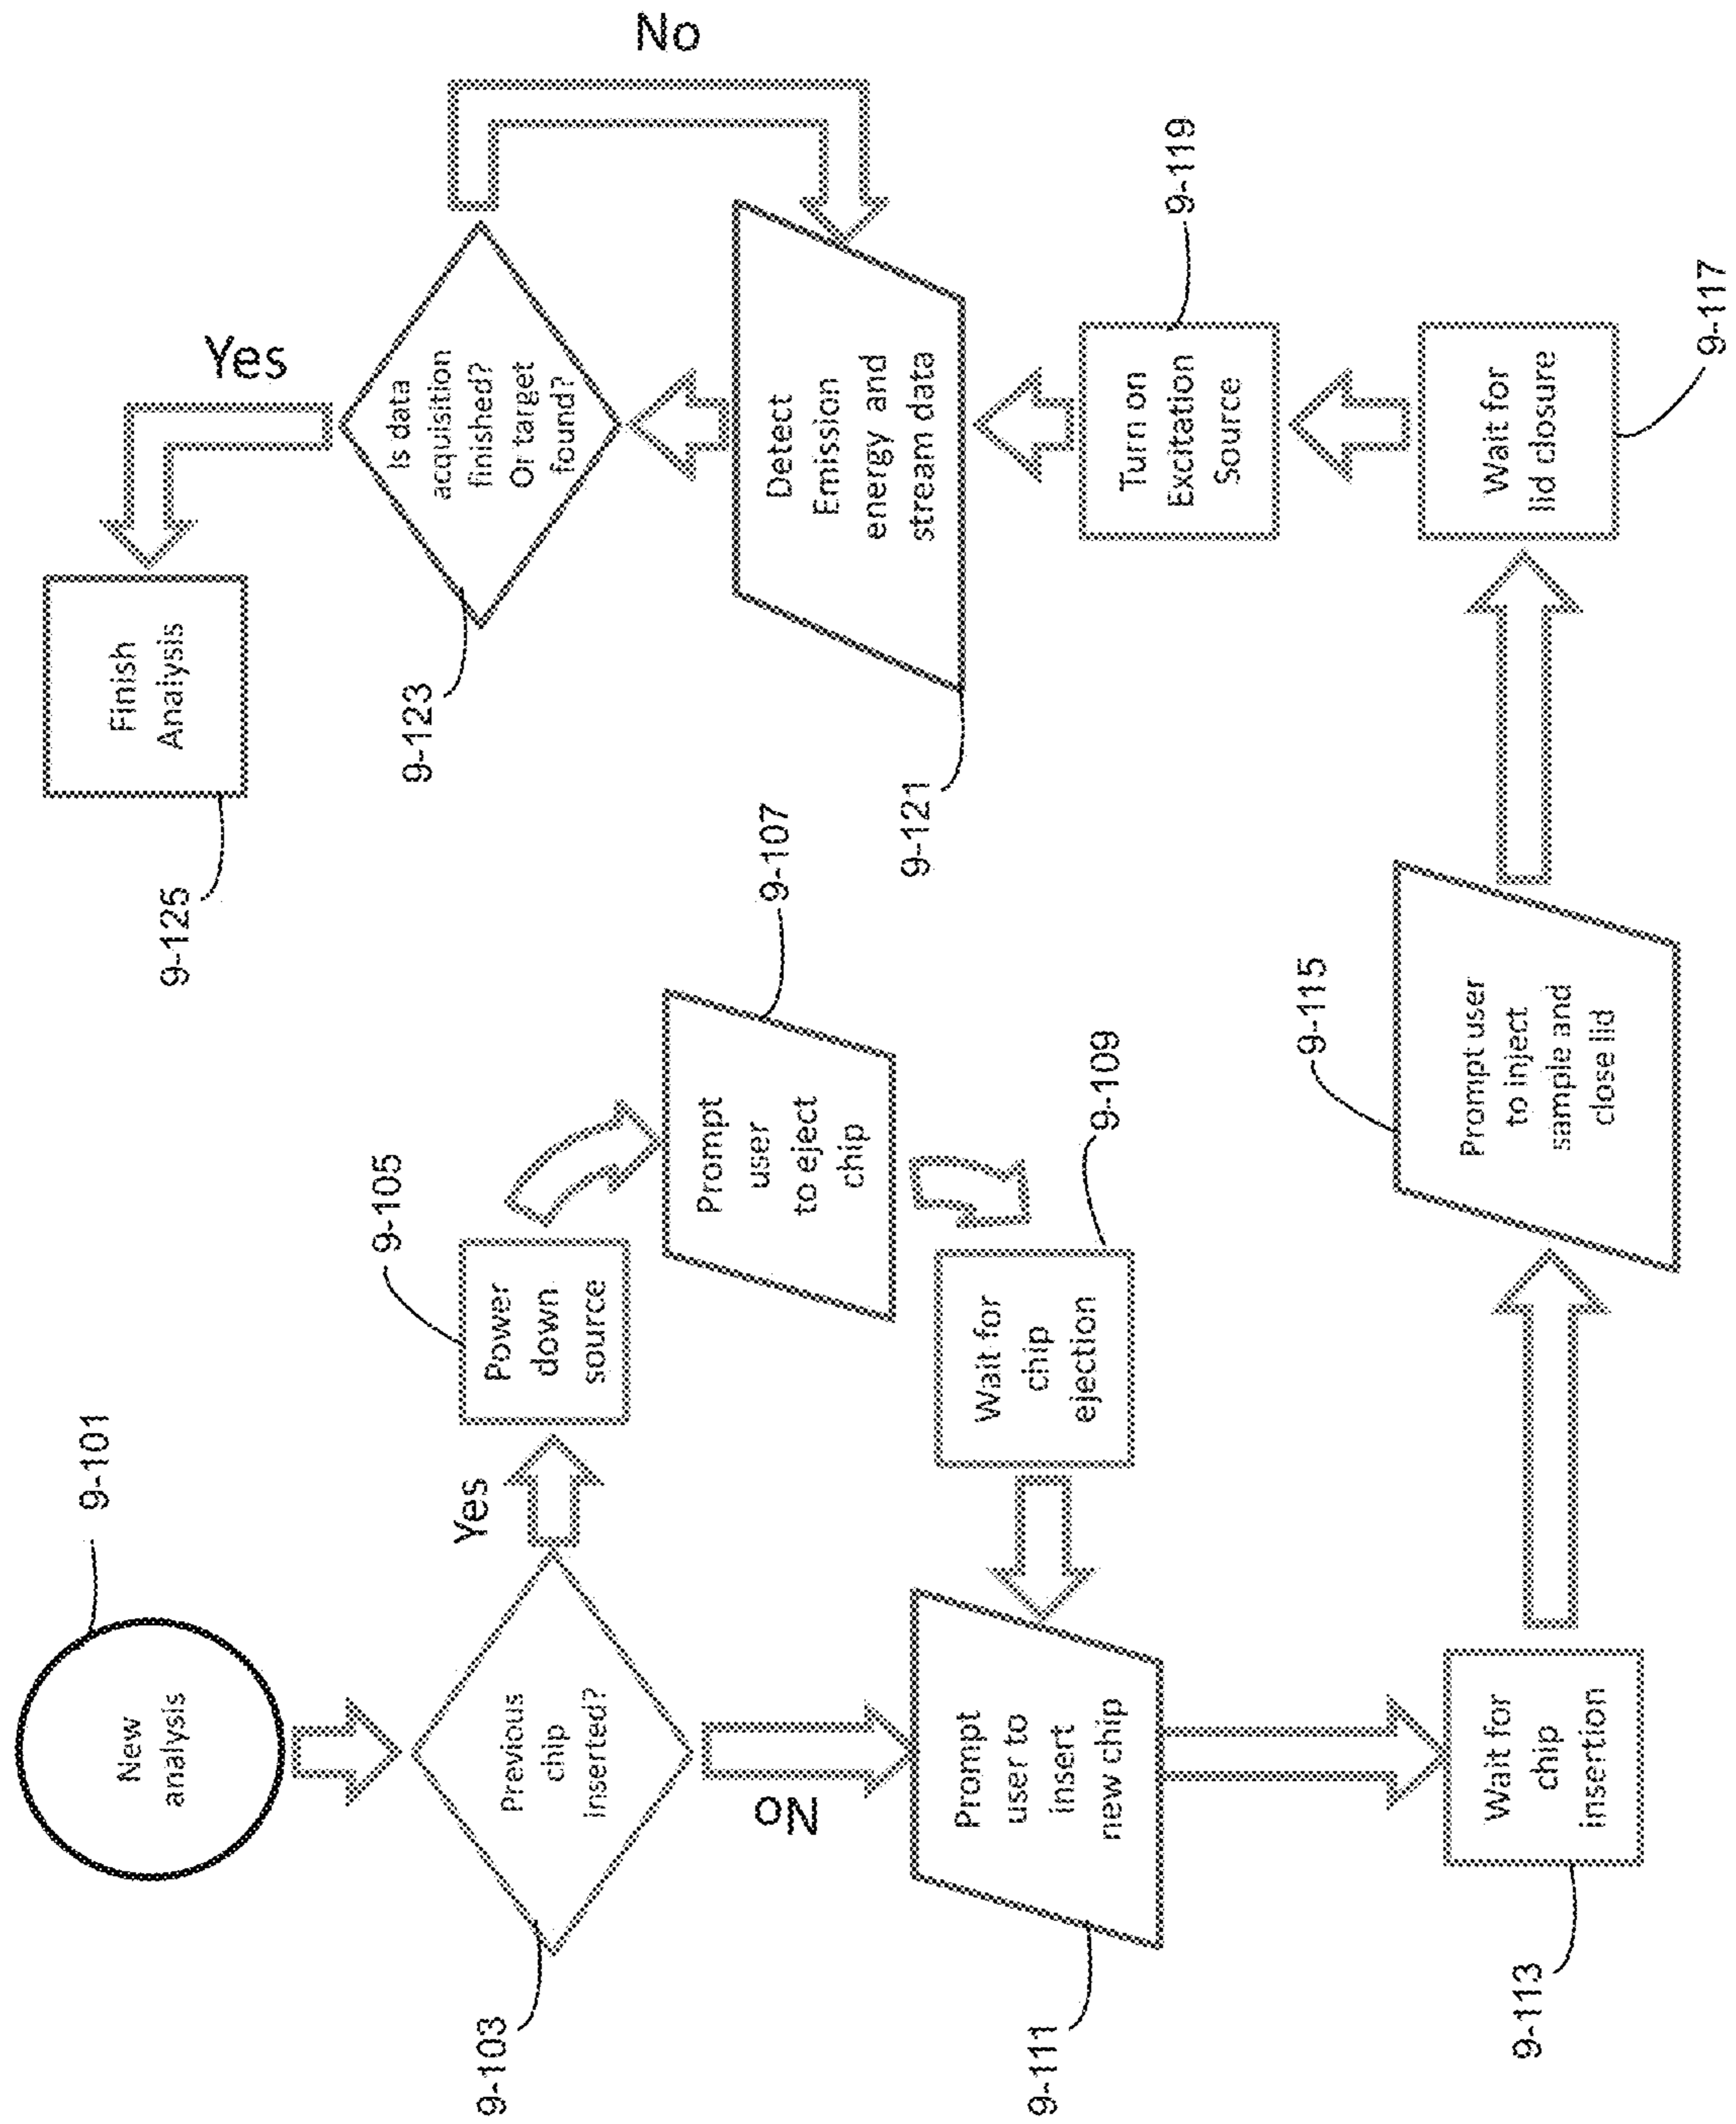 9-101
New
analysis
9-103
Previous
chip
inserted?
Yes
9-105
Power
down
source
9-107
Prompt
user
to eject
chip
9-109
Wait for
chip
ejection
No
9-111
Prompt
user to
insert
new chip
9-113
Wait for
chip
insertion
9-115
Prompt user
to inject
sample and
close lid
9-117
Wait for
lid closure
9-119
Turn on
Excitation
Source
9-121
Detect
Emission
energy and
stream data
9-123
Is data
acquisition
finished?
Or target
found?
No
Yes
9-125
Finish
Analysis